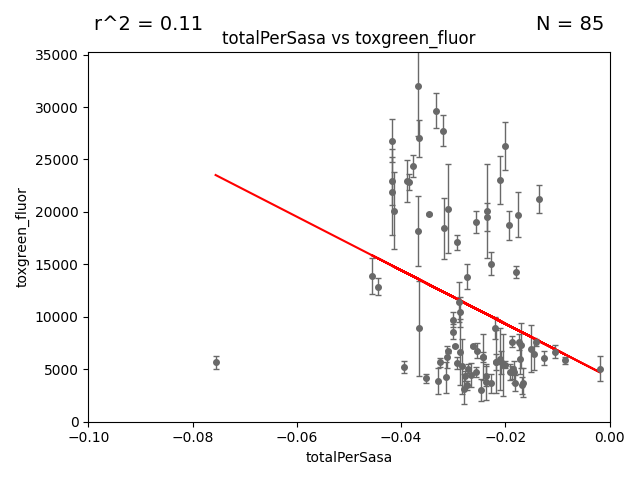 r^2 = 0.11
N = 85
totalPerSasa vs toxgreen_fluor
35000
30000
25000
20000
15000
10000
5000
0
toxgreen_fluor
−0.10
−0.08
−0.06
−0.04
−0.02
0.00
totalPerSasa